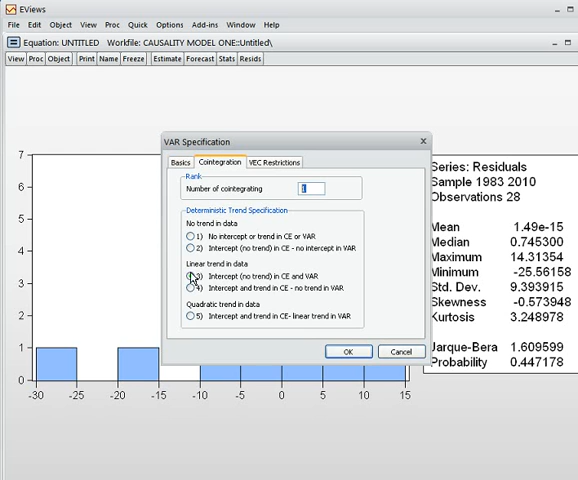 EViews
File Edit Object View Proc Quick Options Add-ins Window Help
Equation: UNTITLED Workfile: CAUSALITY MODEL ONE::Untitled\
View Proc Object Print Name Freeze Estimate Forecast Stats Resids
VAR Specification
Basics Cointegration VEC Restrictions
Rank
Number of cointegrating 1
Deterministic Trend Specification
No trend in data
1) No intercept or trend in CE or VAR
2) Intercept (no trend) in CE - no intercept in VAR
Linear trend in data
3) Intercept (no trend) in CE and VAR
4) Intercept and trend in CE - no trend in VAR
Quadratic trend in data
5) Intercept and trend in CE- linear trend in VAR
OK Cancel
7
6
5
4
3
2
1
0
-30 -25 -20 -15 -10 -5 0 5 10 15
Series: Residuals
Sample 1983 2010
Observations 28
Mean 1.49e-15
Median 0.745300
Maximum 14.31354
Minimum -25.56158
Std. Dev. 9.393915
Skewness -0.573948
Kurtosis 3.248978
Jarque-Bera 1.609599
Probability 0.447178